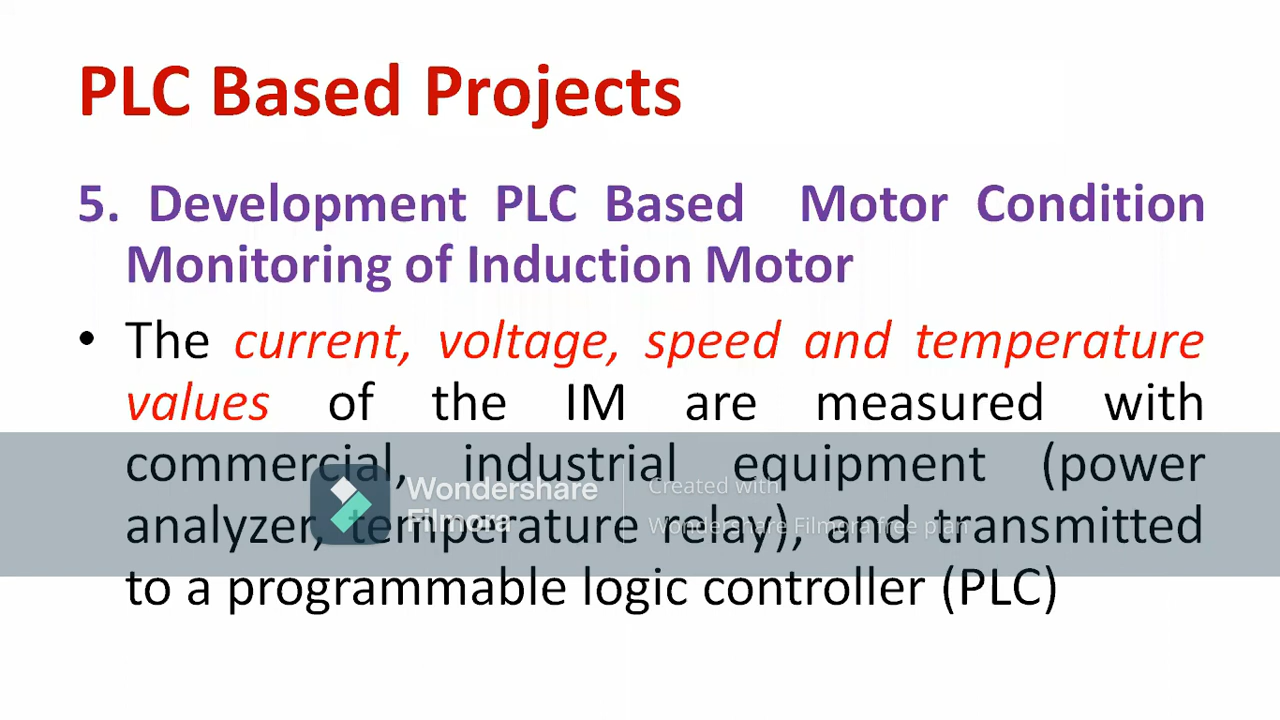 PLC Based Projects
5. Development PLC Based Motor Condition
Monitoring of Induction Motor
• The current, voltage, speed and temperature
values of the IM are measured with
commercial, industrial equipment (power
analyzer, temperature relay), and transmitted
to a programmable logic controller (PLC)
Wondershare
Filmora
Created with
Wondershare Filmora free plan